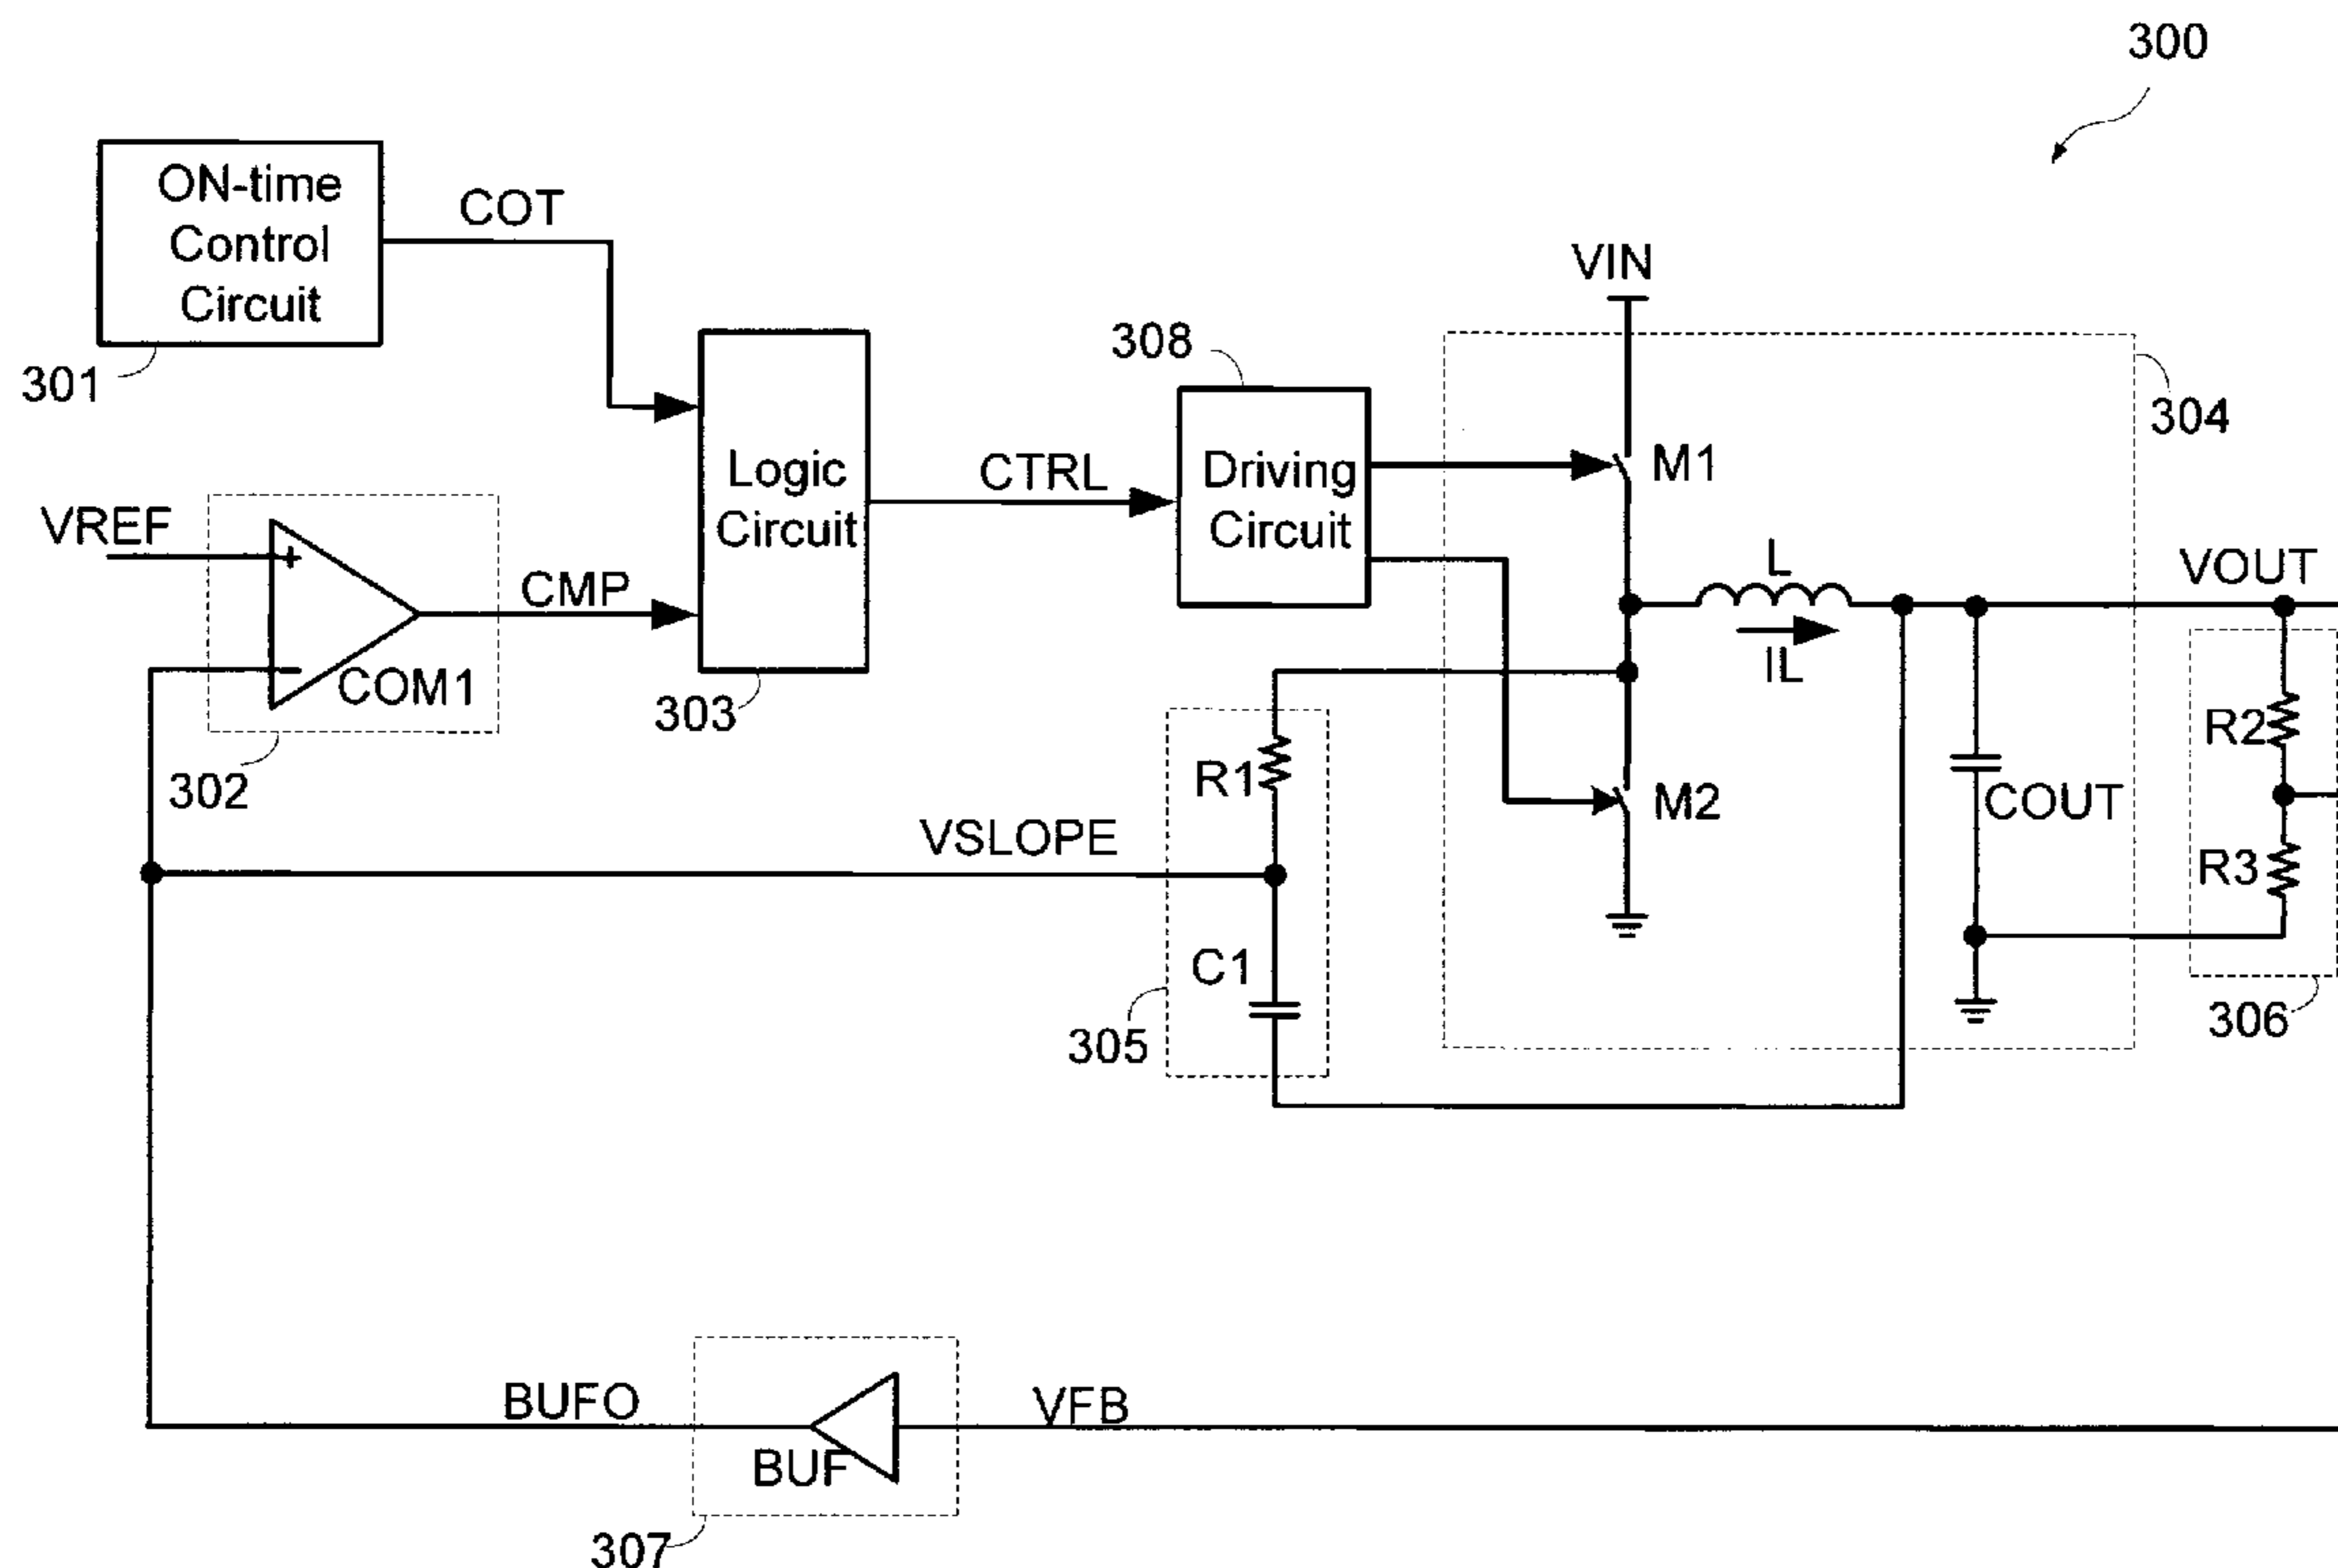 300
ON-time
Control
Circuit
COT
301
VIN
308
304
Logic
Circuit
CTRL
Driving
Circuit
M1
VREF
+
CMP
−
COM1
302
303
L
IL
VOUT
R1
M2
R2
COUT
VSLOPE
R3
C1
305
306
BUFO
BUF
VFB
307